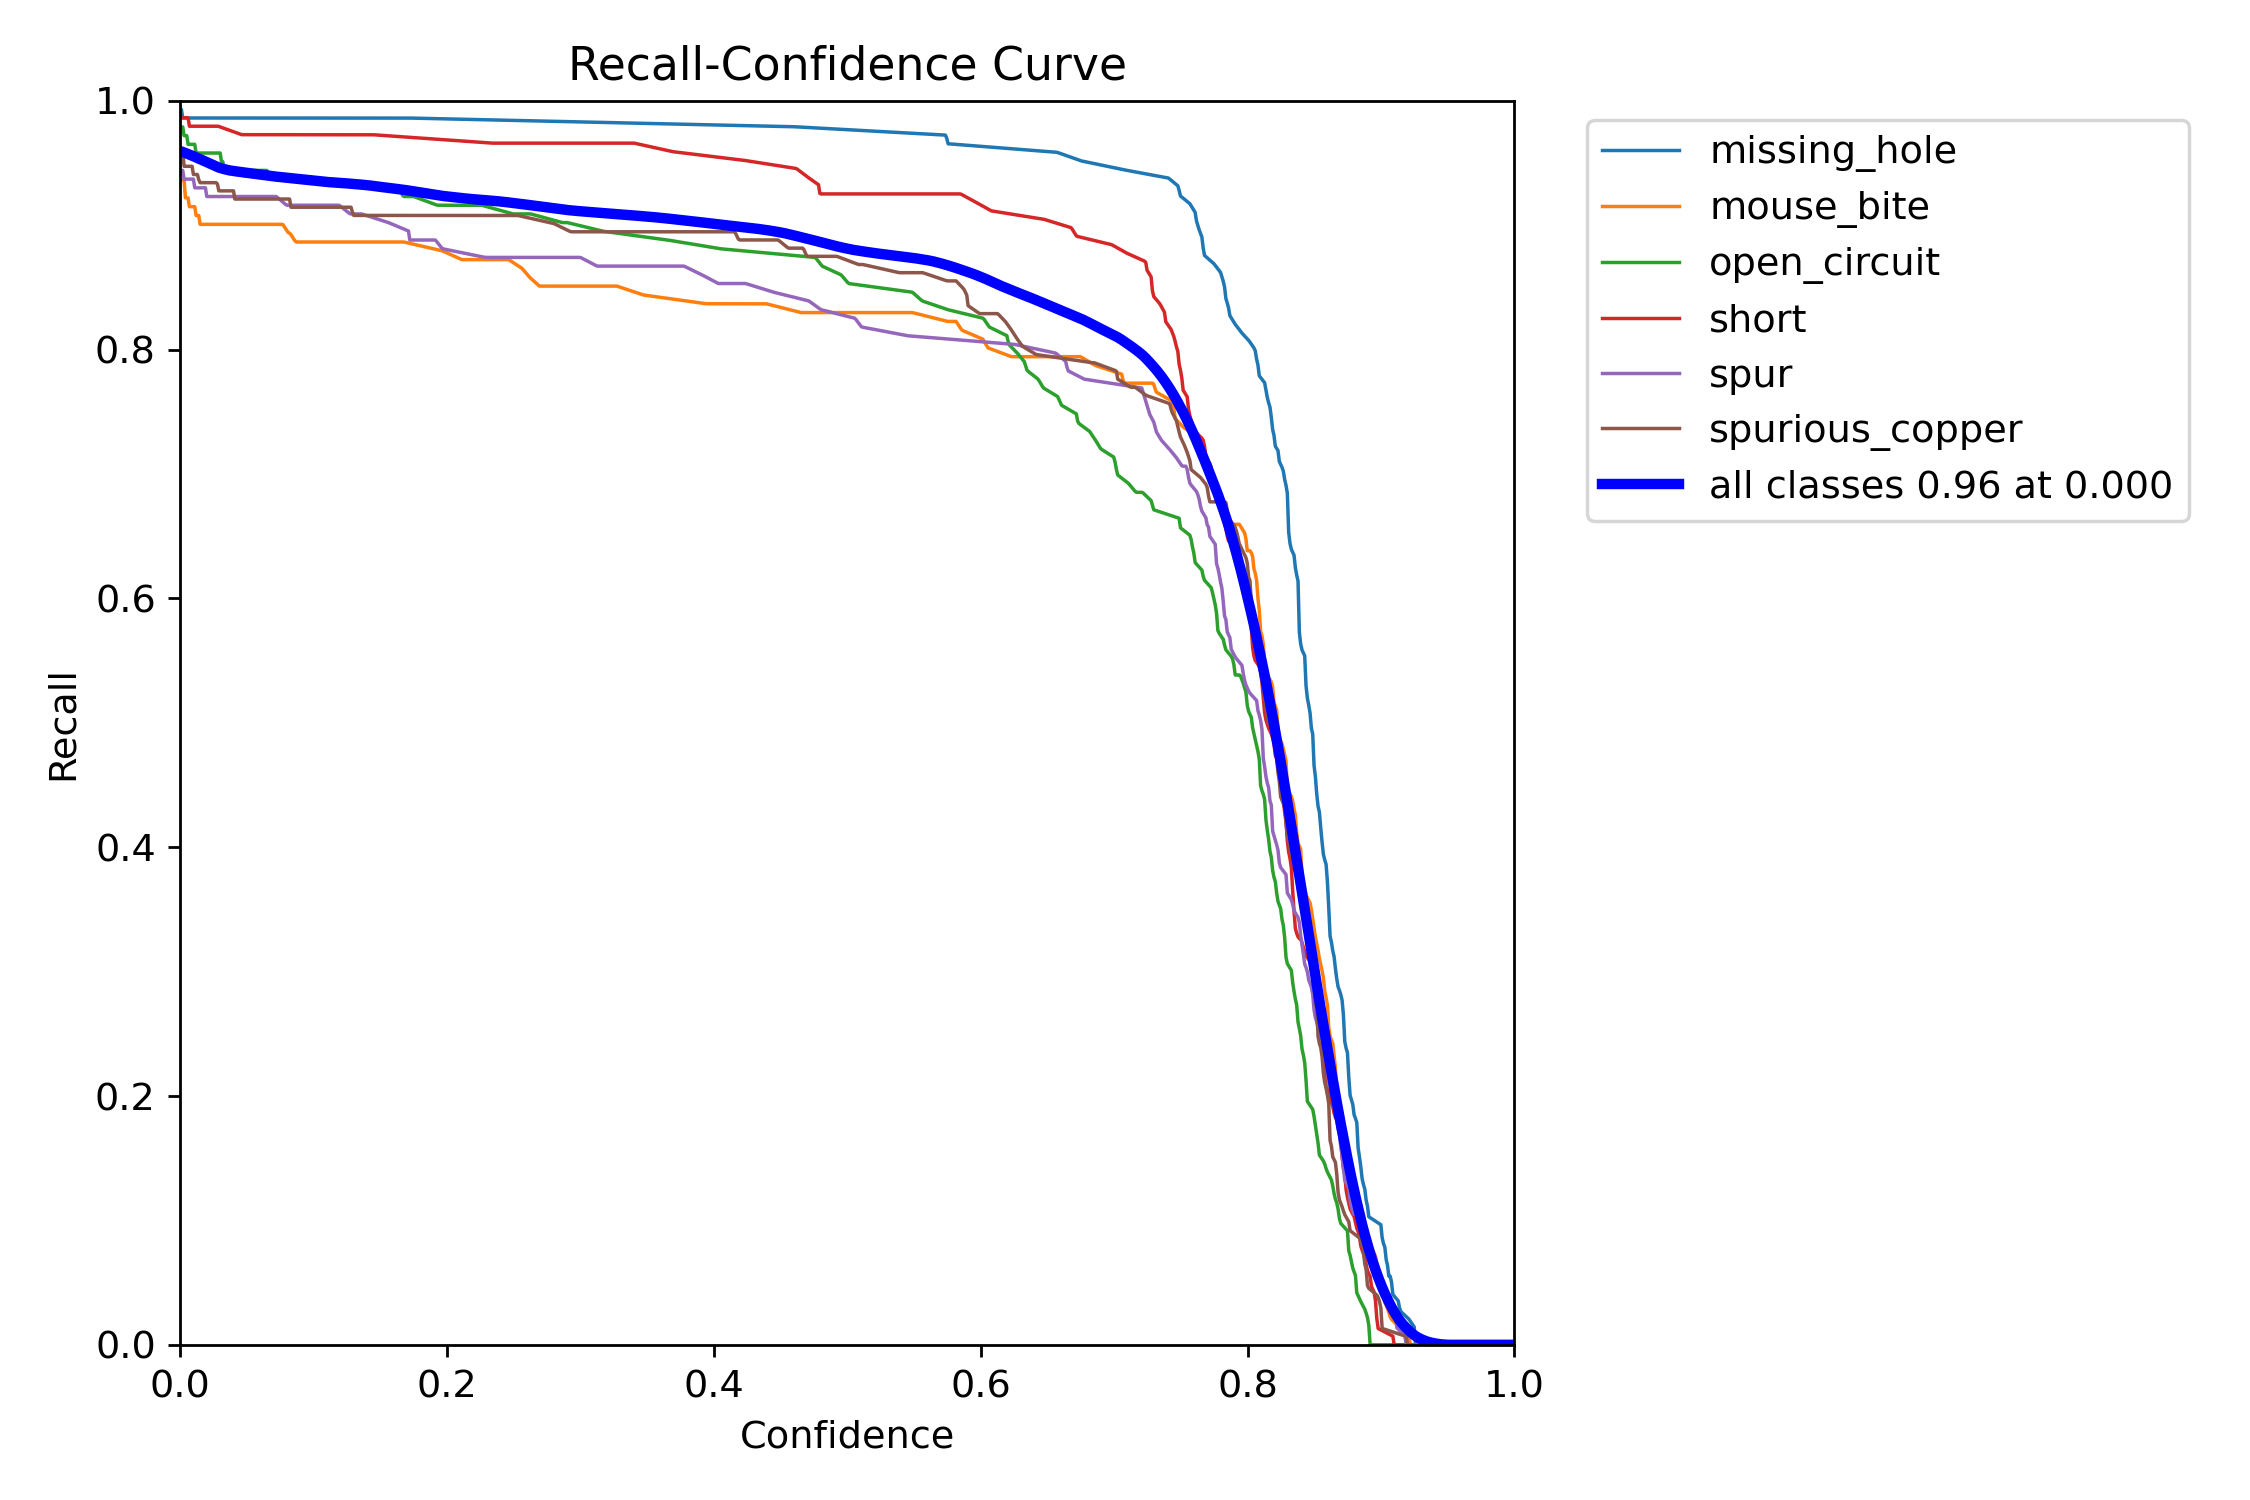 Recall-Confidence Curve
1.0
0.8
0.6
0.4
0.2
0.0
Recall
0.0 0.2 0.4 0.6 0.8 1.0
Confidence
missing_hole
mouse_bite
open_circuit
short
spur
spurious_copper
all classes 0.96 at 0.000